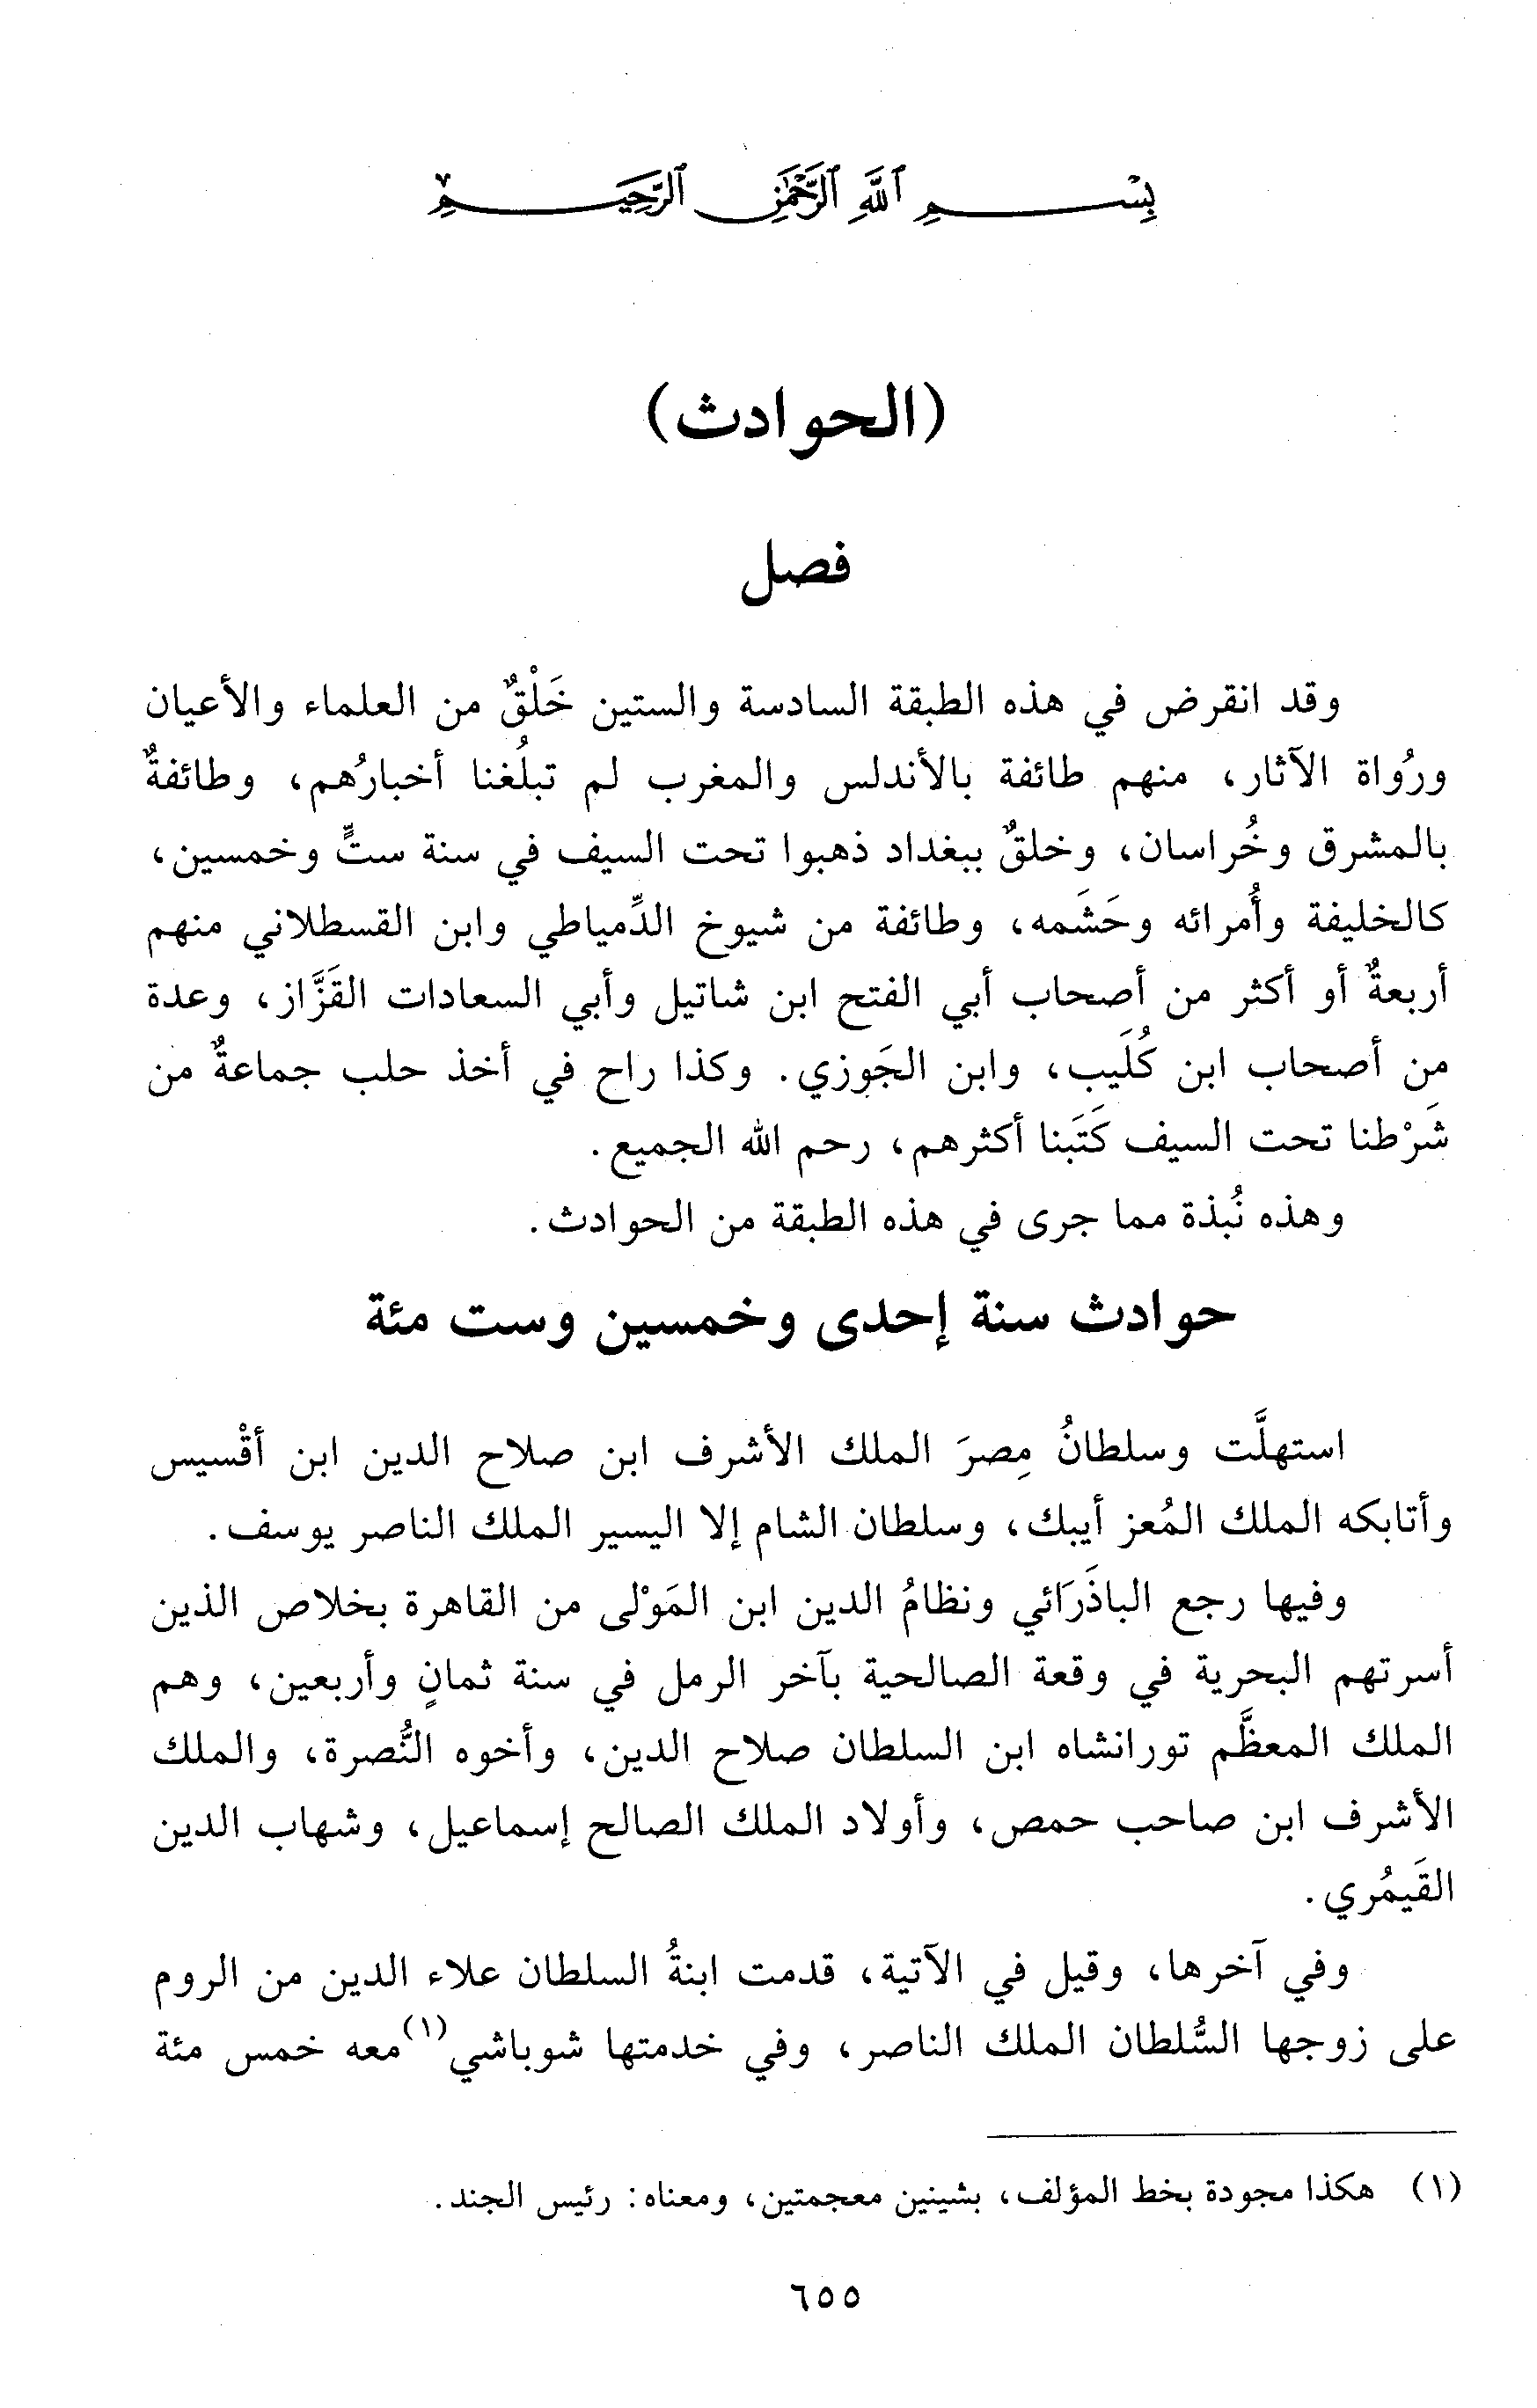 بِسْمِ ٱللَّهِ ٱلرَّحْمَٰنِ ٱلرَّحِيمِ
(الحوادث)
فصل
وقد انقرض في هذه الطبقة السادسة والستين خَلْقٌ من العلماء والأعيان
ورُواة الآثار، منهم طائفة بالأندلس والمغرب لم تبلُغنا أخبارُهم، وطائفةٌ
بالمشرق وخُراسان، وخلقٌ ببغداد ذهبوا تحت السيف في سنة ستٍّ وخمسين،
كالخليفة وأُمرائه وحَشَمه، وطائفة من شيوخ الدِّمياطي وابن القسطلاني منهم
أربعةٌ أو أكثر من أصحاب أبي الفتح ابن شاتيل وأبي السعادات القَزَّاز، وعدة
من أصحاب ابن كُلَيب، وابن الجَوزي. وكذا راح في أخذ حلب جماعةٌ من
شَرْطنا تحت السيف كَتَبنا أكثرهم، رحم الله الجميع.
وهذه نُبذة مما جرى في هذه الطبقة من الحوادث.
حوادث سنة إحدى وخمسين وست مئة
استهلَّت وسلطانُ مِصرَ الملك الأشرف ابن صلاح الدين ابن أقْسيس
وأتابكه الملك المُعز أيبك، وسلطان الشام إلا اليسير الملك الناصر يوسف.
وفيها رجع الباذَرَائي ونظامُ الدين ابن المَوْلى من القاهرة بخلاص الذين
أسرتهم البحرية في وقعة الصالحية بآخر الرمل في سنة ثمانٍ وأربعين، وهم
الملك المعظَّم تورانشاه ابن السلطان صلاح الدين، وأخوه النُّصرة، والملك
الأشرف ابن صاحب حمص، وأولاد الملك الصالح إسماعيل، وشهاب الدين
القَيمُري.
وفي آخرها، وقيل في الآتية، قدمت ابنةُ السلطان علاء الدين من الروم
على زوجها السُّلطان الملك الناصر، وفي خدمتها شوباشي(١) معه خمس مئة
(١) هكذا مجودة بخط المؤلف، بشينين معجمتين، ومعناه: رئيس الجند.
٦٥٥